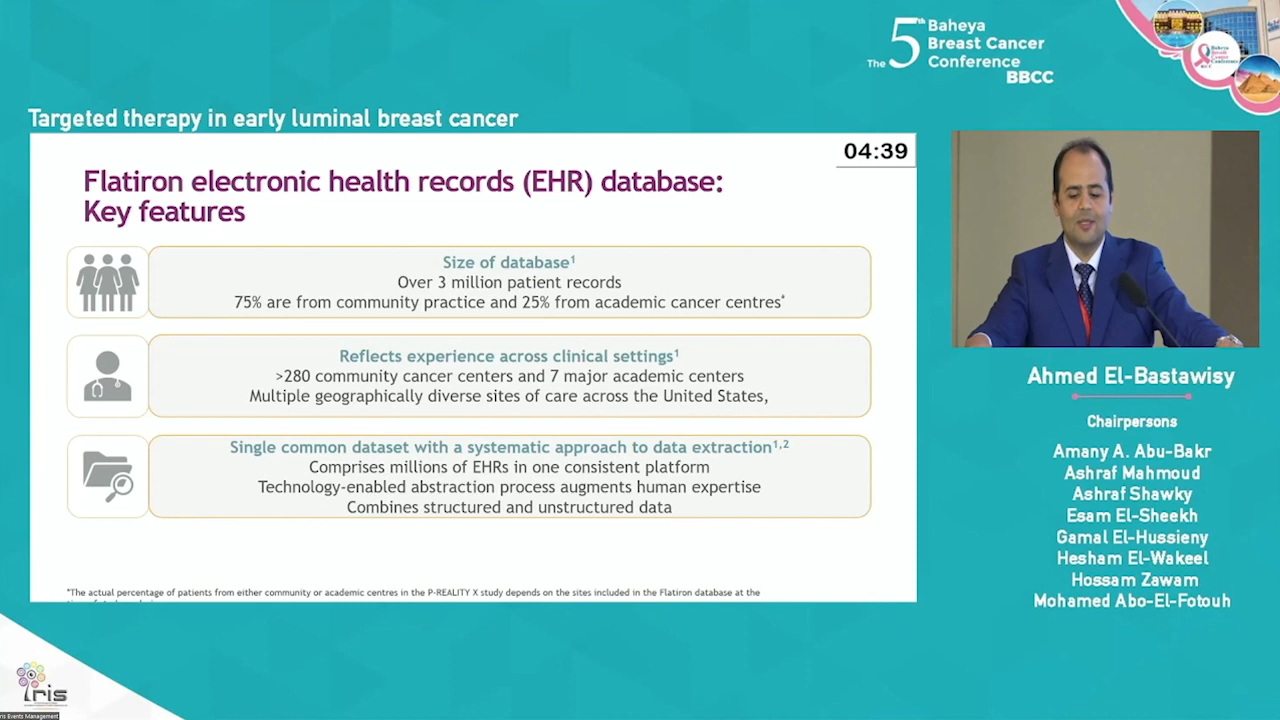 The 5th Baheya
Breast Cancer
Conference
BBCC
Targeted therapy in early luminal breast cancer
04:39
Flatiron electronic health records (EHR) database:
Key features
Size of database¹
Over 3 million patient records
75% are from community practice and 25% from academic cancer centres*
Reflects experience across clinical settings¹
>280 community cancer centers and 7 major academic centers
Multiple geographically diverse sites of care across the United States,
Single common dataset with a systematic approach to data extraction¹,²
Comprises millions of EHRs in one consistent platform
Technology-enabled abstraction process augments human expertise
Combines structured and unstructured data
*The actual percentage of patients from either community or academic centres in the P-REALITY X study depends on the sites included in the Flatiron database at the
Ahmed El-Bastawisy
Chairpersons
Amany A. Abu-Bakr
Ashraf Mahmoud
Ashraf Shawky
Esam El-Sheekh
Gamal El-Hussieny
Hesham El-Wakeel
Hossam Zawam
Mohamed Abo-El-Fotouh
Iris
Iris Events Management